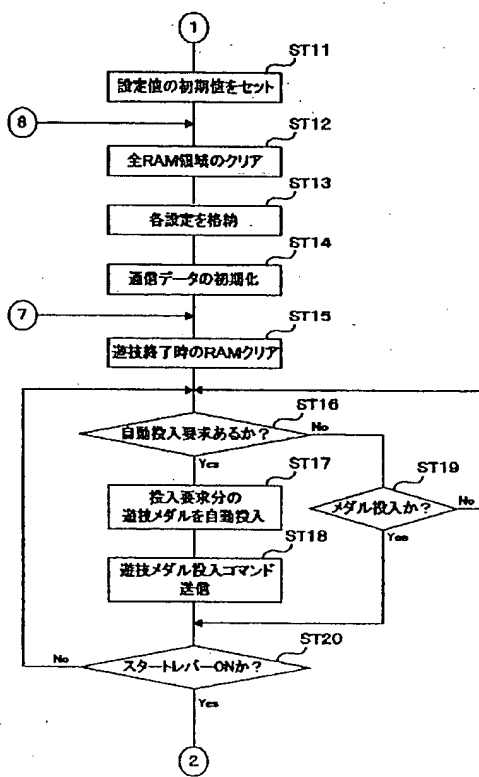 1
ST11
設定値の初期値をセット
8
ST12
全RAM領域のクリア
ST13
各設定を格納
ST14
通信データの初期化
7
ST15
遊技終了時のRAMクリア
ST16
自動投入要求あるか?
No
Yes
ST17
投入要求分の
遊技メダルを自動投入
ST19
メダル投入か?
No
Yes
ST18
遊技メダル投入コマンド
送信
ST20
スタートレバーONか?
No
Yes
2